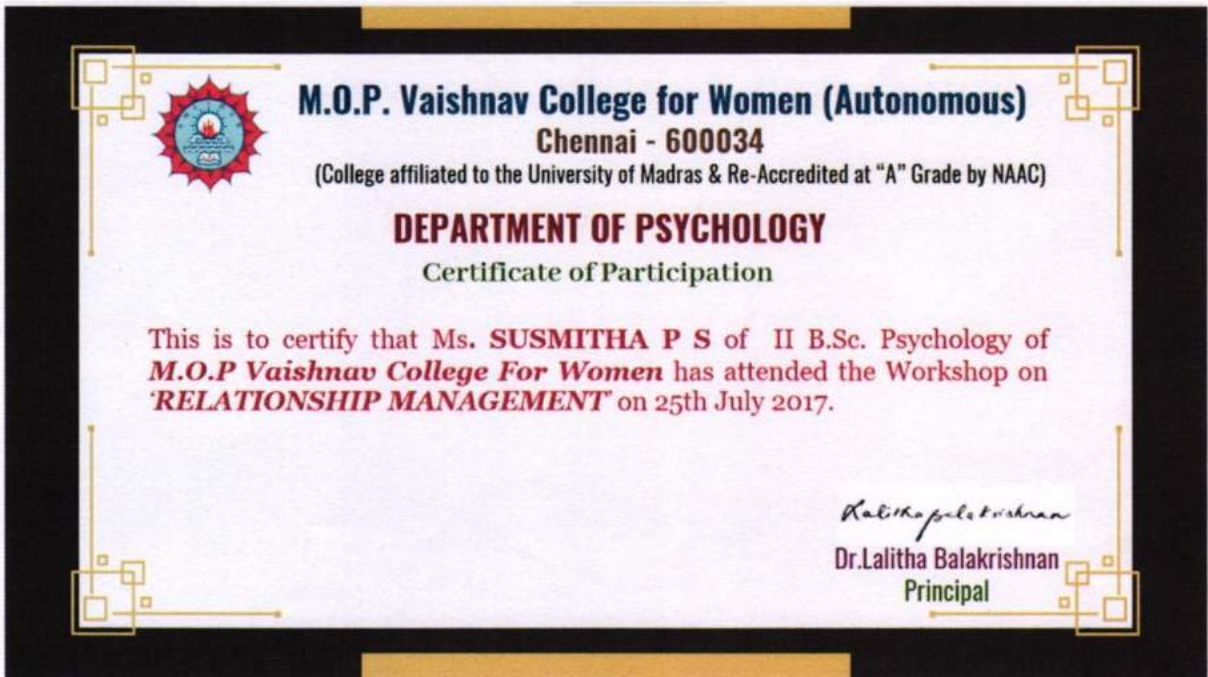 M.O.P. Vaishnav College for Women (Autonomous)
Chennai - 600034
(College affiliated to the University of Madras & Re-Accredited at “A” Grade by NAAC)
DEPARTMENT OF PSYCHOLOGY
Certificate of Participation
This is to certify that Ms. SUSMITHA P S of II B.Sc. Psychology of
M.O.P Vaishnav College For Women has attended the Workshop on
‘RELATIONSHIP MANAGEMENT’ on 25th July 2017.
Lalitha Balakrishnan
Dr.Lalitha Balakrishnan
Principal